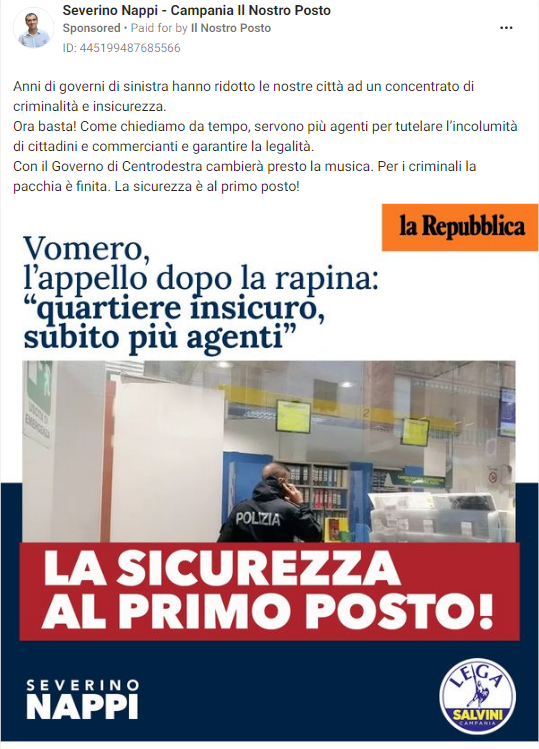 Severino Nappi - Campania Il Nostro Posto
Sponsored • Paid for by Il Nostro Posto
ID: 445199487685566
Anni di governi di sinistra hanno ridotto le nostre città ad un concentrato di
criminalità e insicurezza.
Ora basta! Come chiediamo da tempo, servono più agenti per tutelare l'incolumità
di cittadini e commercianti e garantire la legalità.
Con il Governo di Centrodestra cambierà presto la musica. Per i criminali la
pacchia è finita. La sicurezza è al primo posto!
la Repubblica
Vomero,
l'appello dopo la rapina:
“quartiere insicuro,
subito più agenti”
POLIZIA
LA SICUREZZA
AL PRIMO POSTO!
SEVERINO
NAPPI
LEGA
SALVINI
CAMPANIA